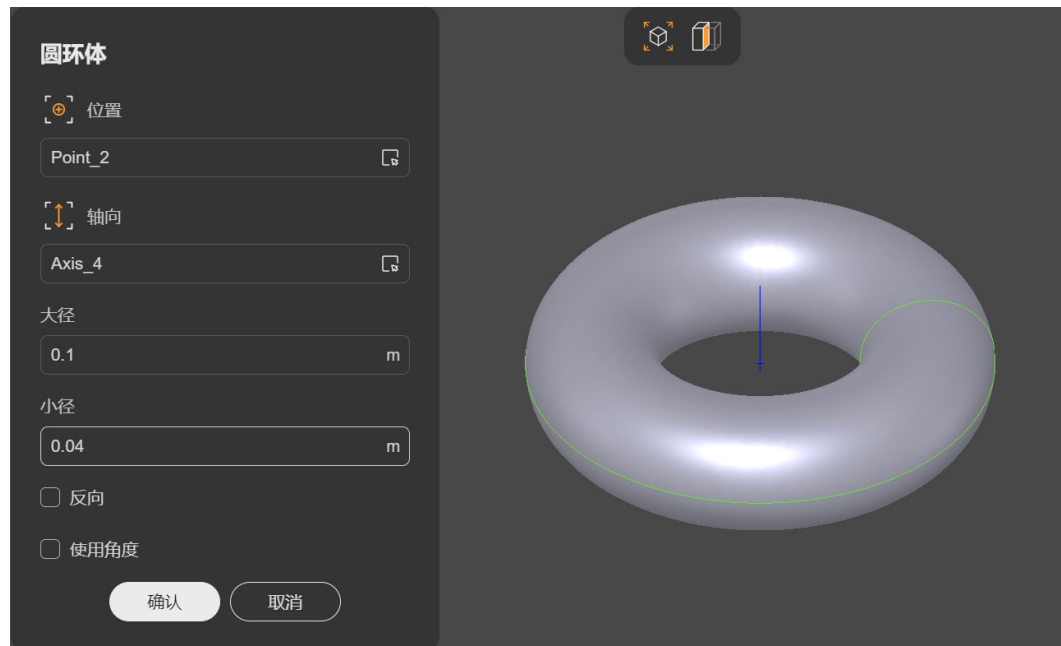 圆环体
位置
Point_2
轴向
Axis_4
大径
0.1 m
小径
0.04 m
反向
使用角度
确认 取消